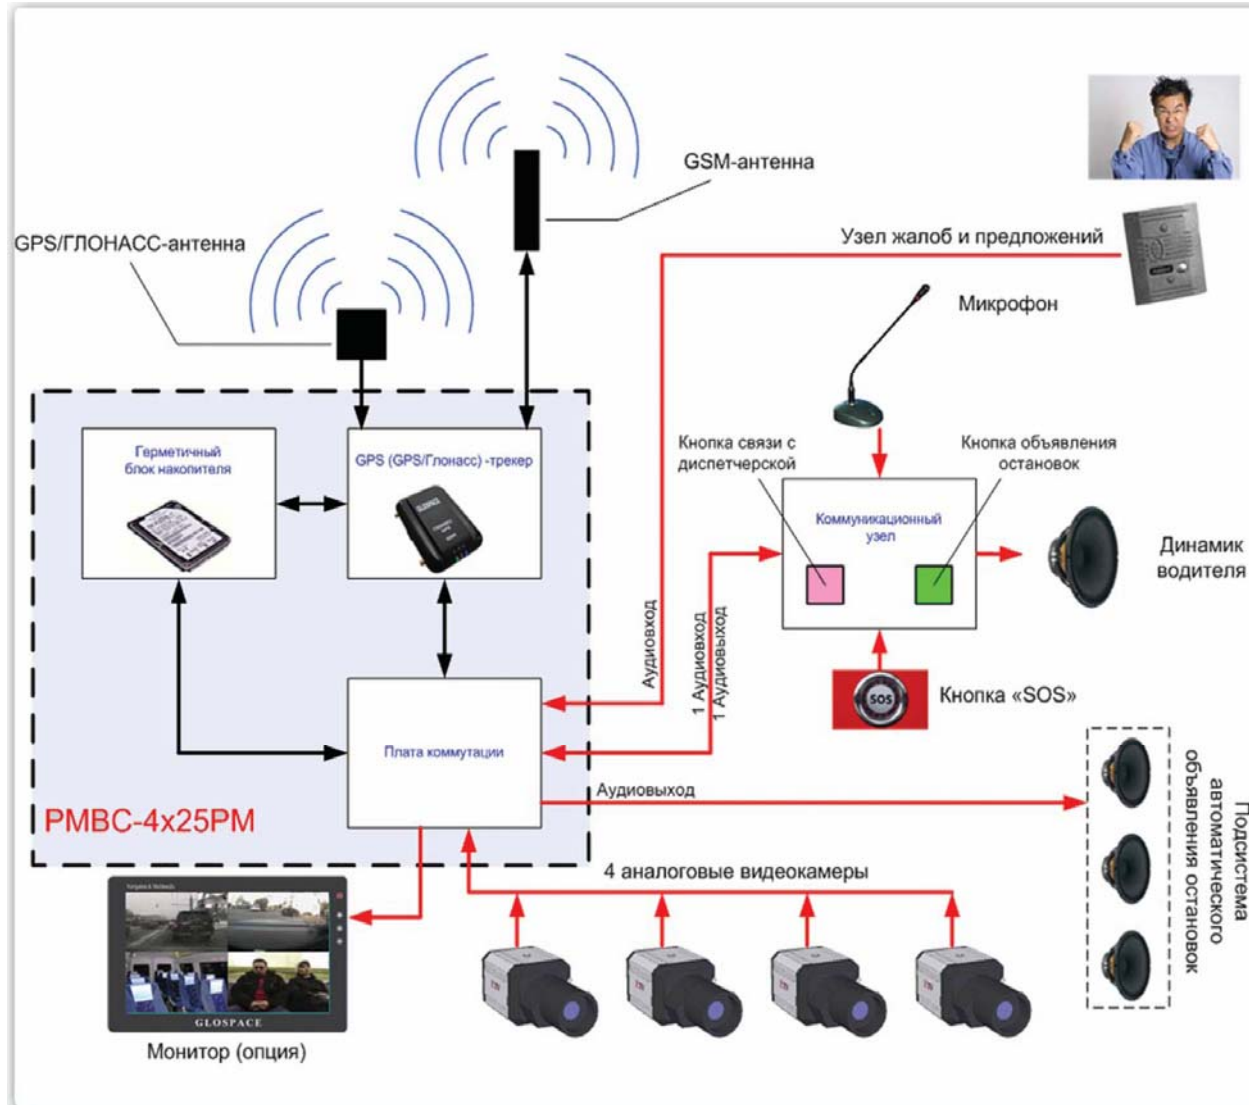 GSM-антенна
GPS/ГЛОНАСС-антенна
Узел жалоб и предложений
Микрофон
Герметичный
блок накопителя
GPS (GPS/Глонасс) -трекер
Кнопка связи с
диспетчерской
Кнопка объявления
остановок
Коммуникационный
узел
Динамик
водителя
Аудиовход
1 Аудиовход
1 Аудиовыход
SOS
Кнопка «SOS»
Плата коммутации
Аудиовыход
РМВС-4х25РМ
4 аналоговые видеокамеры
Подсистема
автоматического
объявления остановок
GLOSPACE
Монитор (опция)